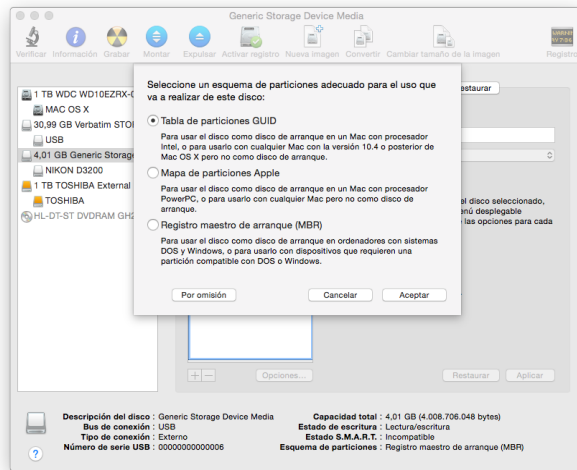 Generic Storage Device Media
Verificar Información Grabar Montar Expulsar Activar registro Nueva imagen Convertir Cambiar tamaño de la imagen Registro
1 TB WDC WD10EZRX-
MAC OS X
30,99 GB Verbatim STO
USB
4,01 GB Generic Storage
NIKON D3200
1 TB TOSHIBA External
TOSHIBA
HL-DT-ST DVDRAM GH2
Seleccione un esquema de particiones adecuado para el uso que
va a realizar de este disco:
Tabla de particiones GUID
Para usar el disco como disco de arranque en un Mac con procesador
Intel, o para usarlo con cualquier Mac con la versión 10.4 o posterior de
Mac OS X pero no como disco de arranque.
Mapa de particiones Apple
Para usar el disco como disco de arranque en un Mac con procesador
PowerPC, o para usarlo con cualquier Mac pero no como disco de
arranque.
Registro maestro de arranque (MBR)
Para usar el disco como disco de arranque en ordenadores con sistemas
DOS y Windows, o para usarlo con dispositivos que requieren una
partición compatible con DOS o Windows.
Por omisión Cancelar Aceptar
estaurar
el disco seleccionado,
enú desplegable
las opciones para cada
+ − Opciones... Restaurar Aplicar
Descripción del disco : Generic Storage Device Media
Bus de conexión : USB
Tipo de conexión : Externo
Número de serie USB : 00000000000006
Capacidad total : 4,01 GB (4.008.706.048 bytes)
Estado de escritura : Lectura/escritura
Estado S.M.A.R.T. : Incompatible
Esquema de particiones : Registro maestro de arranque (MBR)
?